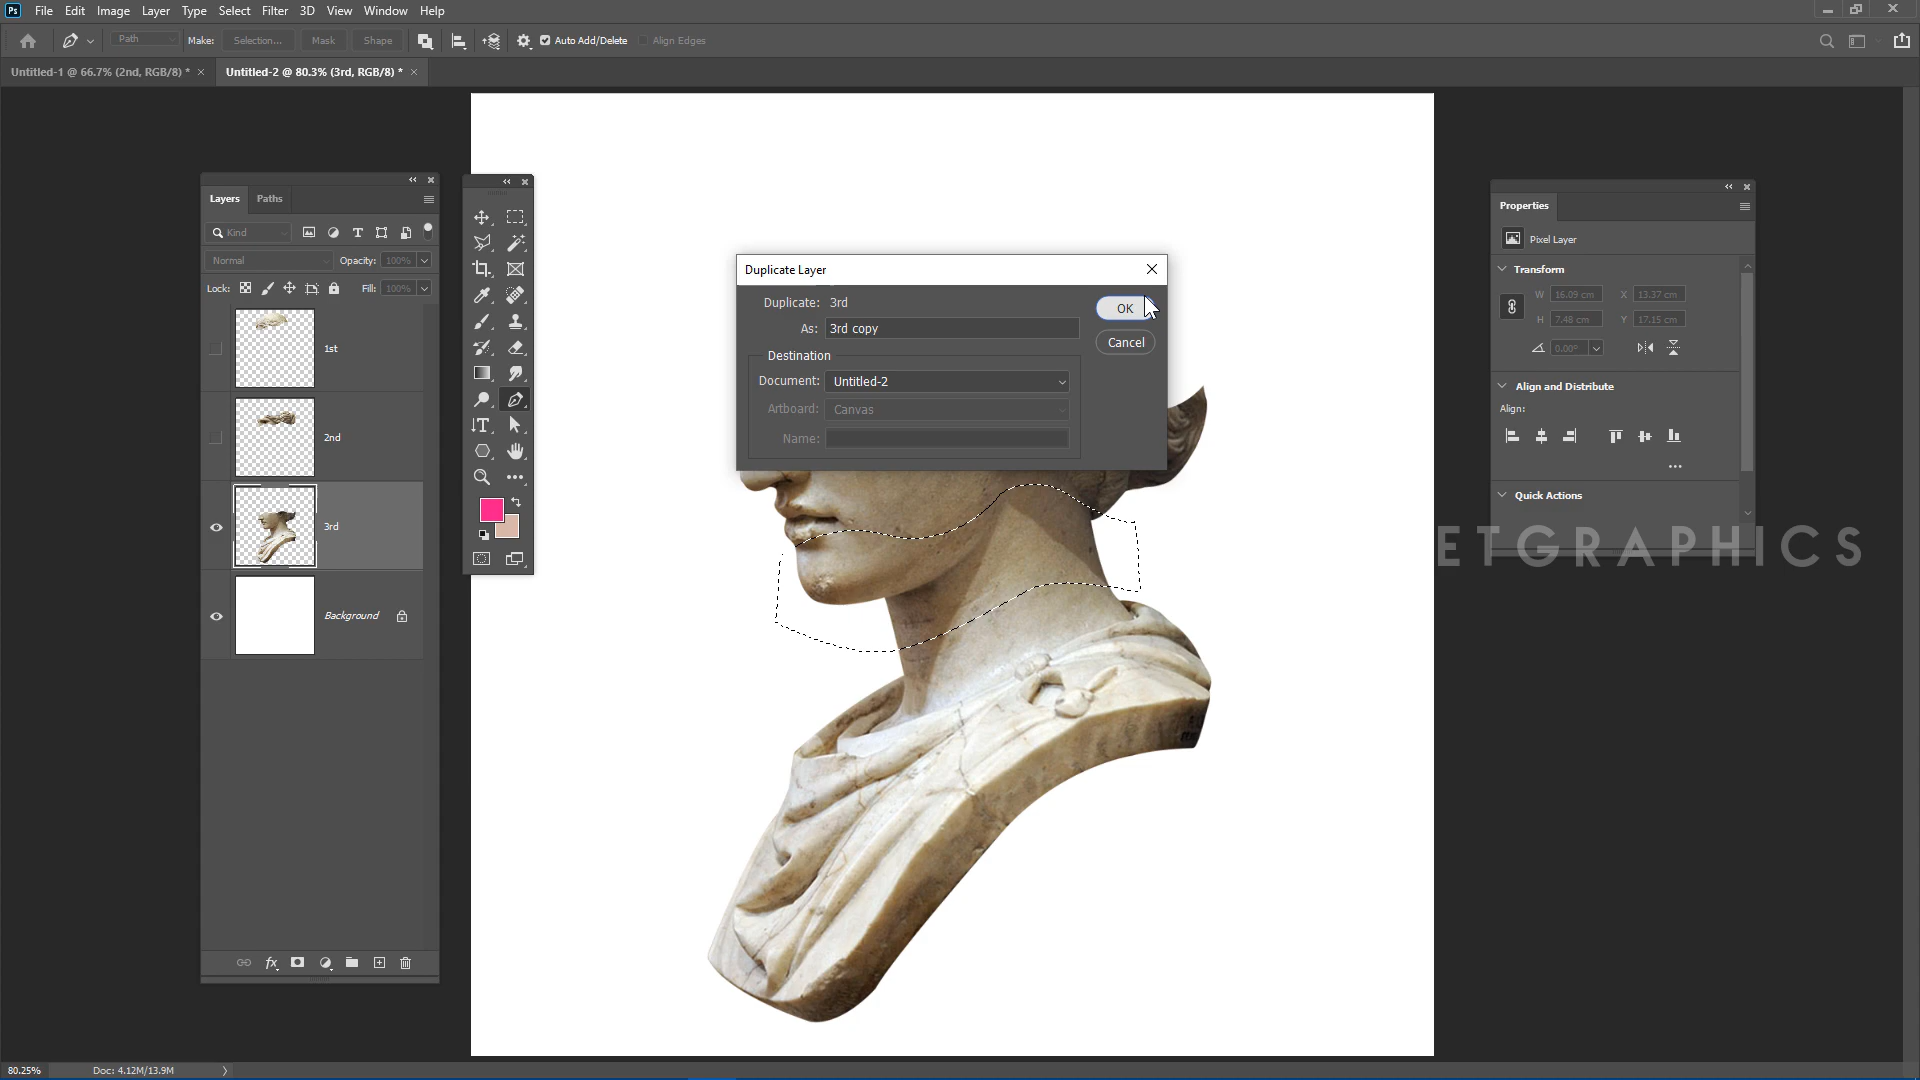 Ps File Edit Image Layer Type Select Filter 3D View Window Help
Path Make: Selection... Mask Shape Auto Add/Delete Align Edges
Untitled-1 @ 66.7% (2nd, RGB/8) * × Untitled-2 @ 80.3% (3rd, RGB/8) * ×
Layers Paths
Kind
Normal Opacity: 100%
Lock: Fill: 100%
1st
2nd
3rd
Background
fx
Duplicate Layer
Duplicate: 3rd
As: 3rd copy
OK
Cancel
Destination
Document: Untitled-2
Artboard: Canvas
Name:
Properties
Pixel Layer
Transform
W 16.09 cm X 13.37 cm
H 7.48 cm Y 17.15 cm
0.00°
Align and Distribute
Align:
Quick Actions
ETGRAPHICS
80.25% Doc: 4.12M/13.9M